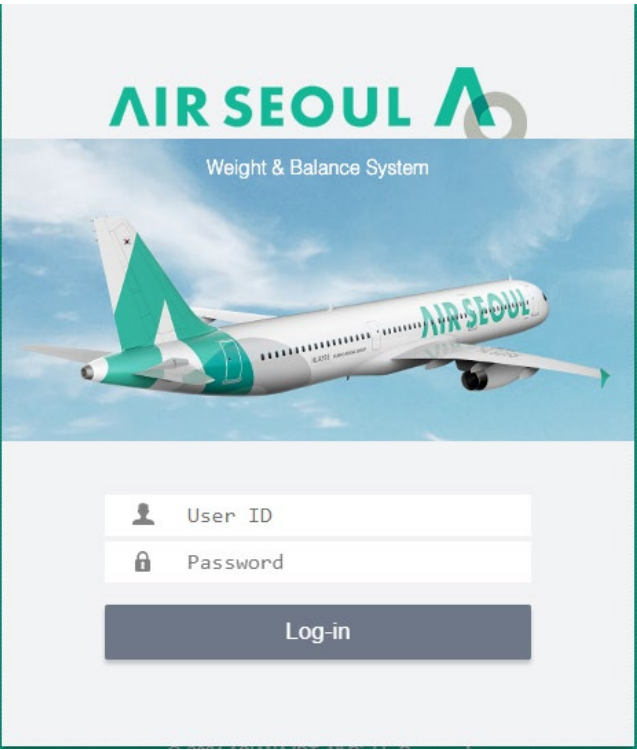 AIR SEOUL
Weight & Balance System
AIR SEOUL
User ID
Password
Log-in